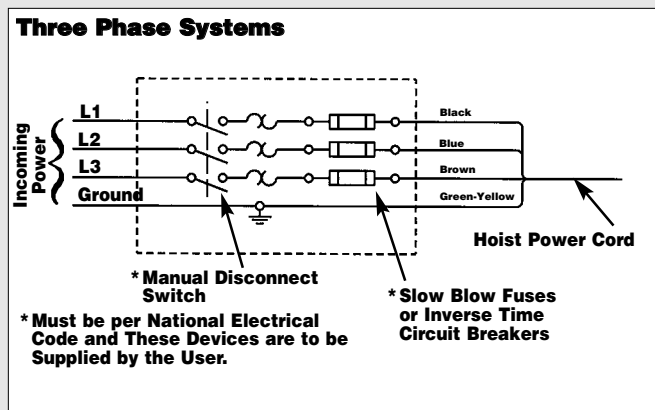 Three Phase Systems
Incoming
Power
L1
L2
L3
Ground
Black
Blue
Brown
Green-Yellow
Hoist Power Cord
*Manual Disconnect
Switch
*Slow Blow Fuses
or Inverse Time
Circuit Breakers
*Must be per National Electrical
Code and These Devices are to be
Supplied by the User.